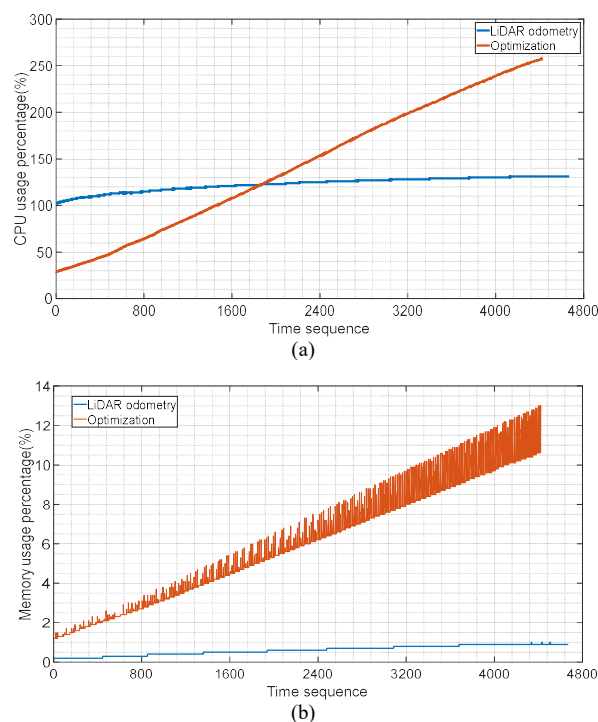 300
250
200
150
100
50
0
CPU usage percentage(%)
LiDAR odometry
Optimization
0 800 1600 2400 3200 4000 4800
Time sequence
(a)
14
12
10
8
6
4
2
0
Memory usage percentage(%)
LiDAR odometry
Optimization
0 800 1600 2400 3200 4000 4800
Time sequence
(b)